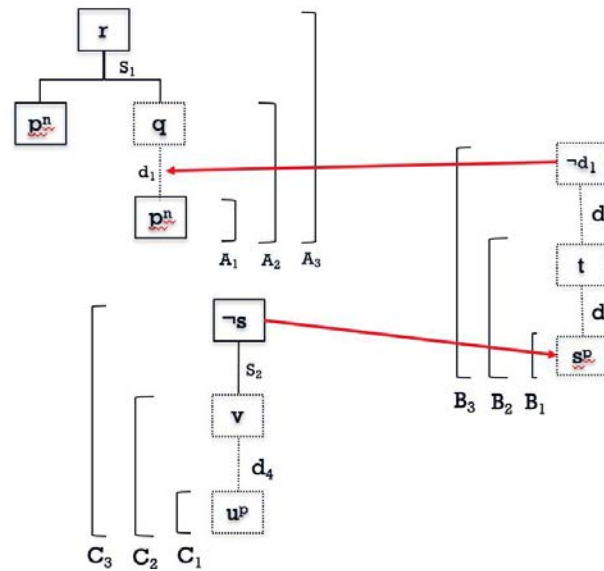 r
S₁
pⁿ
q
d₁
¬d₁
d
pⁿ
A₁
A₂
A₃
t
d
¬s
sᵖ
S₂
B₃
B₂
B₁
v
d₄
uᵖ
C₃
C₂
C₁